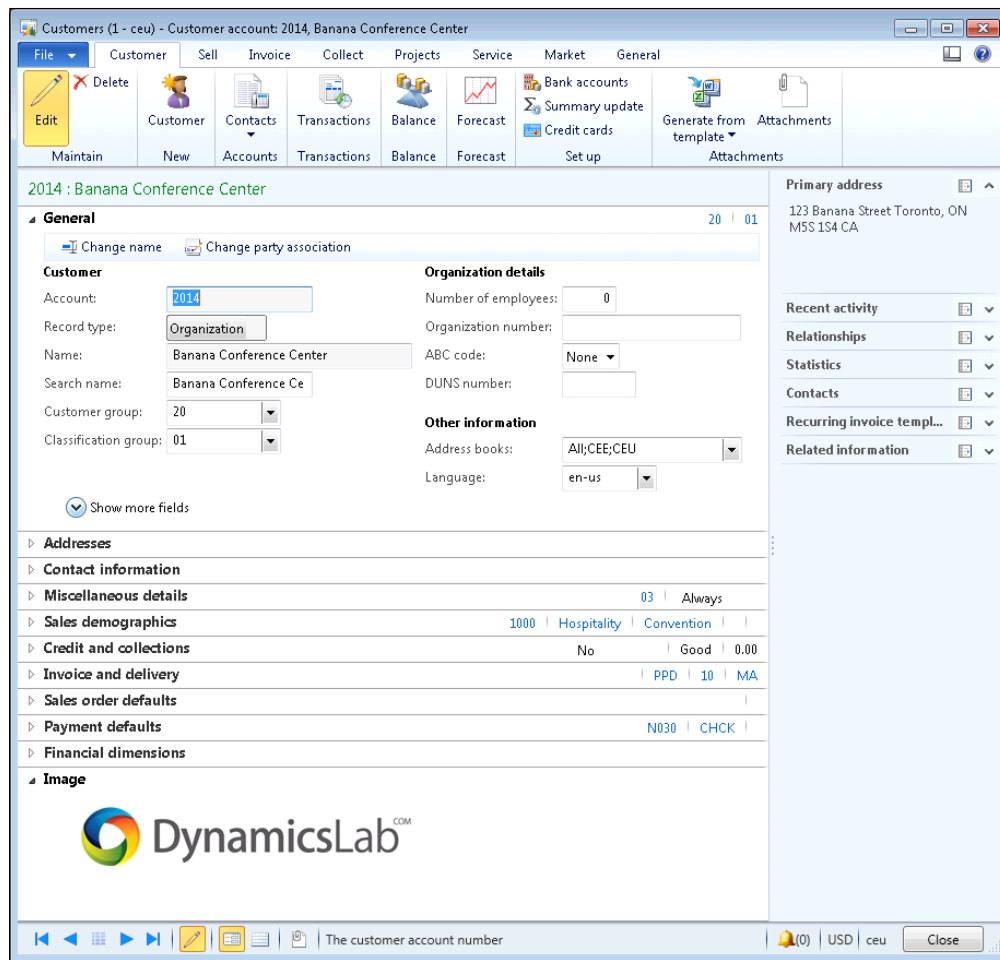 Customers (1 - ceu) - Customer account: 2014, Banana Conference Center
File Customer Sell Invoice Collect Projects Service Market General
Edit
Delete
Maintain
Customer
New
Contacts
Accounts
Transactions
Transactions
Balance
Balance
Forecast
Forecast
Bank accounts
Summary update
Credit cards
Set up
Generate from
template
Attachments
Attachments
2014 : Banana Conference Center
General 20 01
Change name Change party association
Customer
Account: 2014
Record type: Organization
Name: Banana Conference Center
Search name: Banana Conference Ce
Customer group: 20
Classification group: 01
Organization details
Number of employees: 0
Organization number:
ABC code: None
DUNS number:
Other information
Address books: All;CEE;CEU
Language: en-us
Show more fields
Addresses
Contact information
Miscellaneous details 03 Always
Sales demographics 1000 Hospitality Convention
Credit and collections No Good 0.00
Invoice and delivery PPD 10 MA
Sales order defaults
Payment defaults N030 CHCK
Financial dimensions
Image
DynamicsLab.COM
Primary address
123 Banana Street Toronto, ON
M5S 1S4 CA
Recent activity
Relationships
Statistics
Contacts
Recurring invoice templ...
Related information
The customer account number (0) USD ceu Close